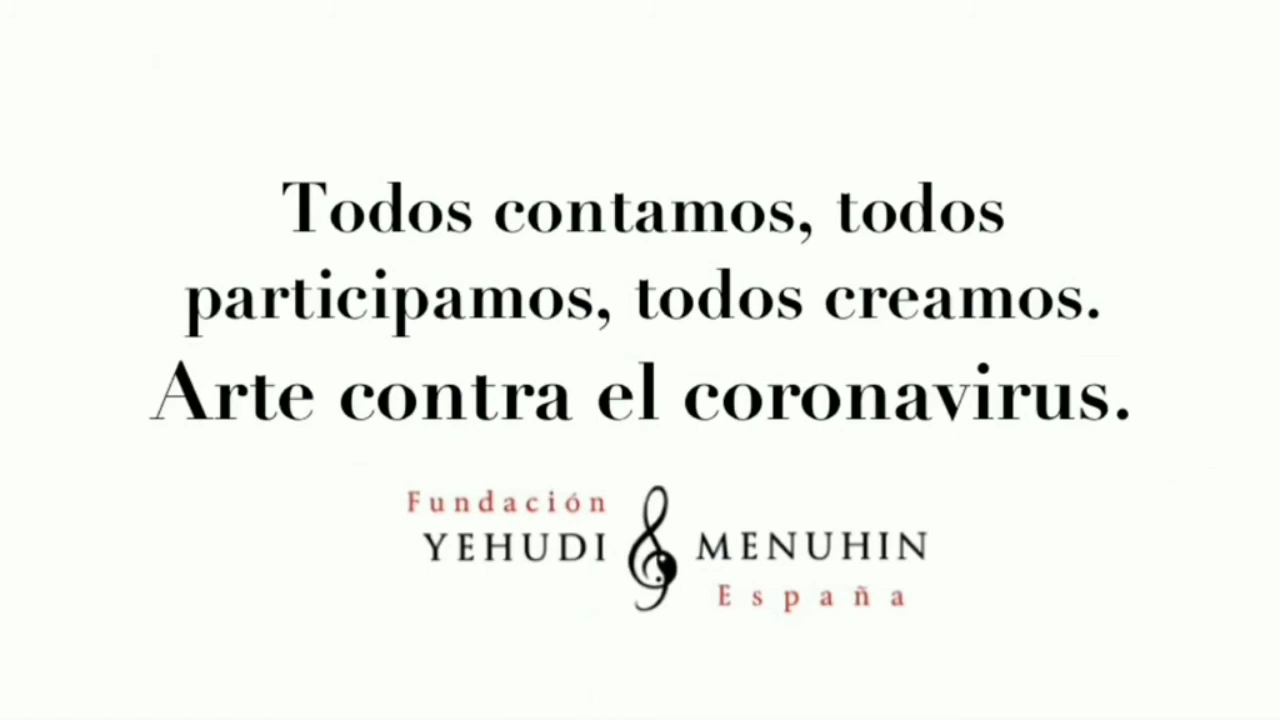 Todos contamos, todos
participamos, todos creamos.
Arte contra el coronavirus.
Fundación
YEHUDI MENUHIN
España